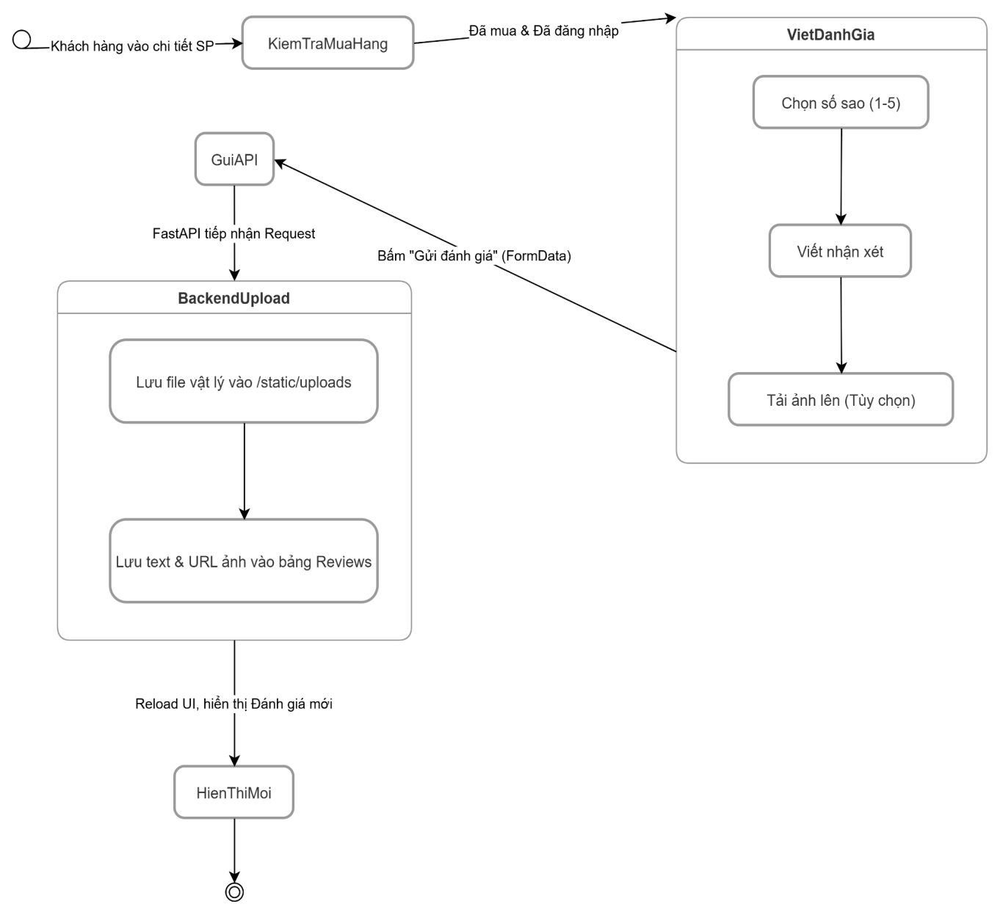 Khách hàng vào chi tiết SP
KiemTraMuaHang
Đã mua & Đã đăng nhập
VietDanhGia
Chọn số sao (1-5)
Viết nhận xét
Tải ảnh lên (Tùy chọn)
Bấm "Gửi đánh giá" (FormData)
GuiAPI
FastAPI tiếp nhận Request
BackendUpload
Lưu file vật lý vào /static/uploads
Lưu text & URL ảnh vào bảng Reviews
Reload UI, hiển thị Đánh giá mới
HienThiMoi